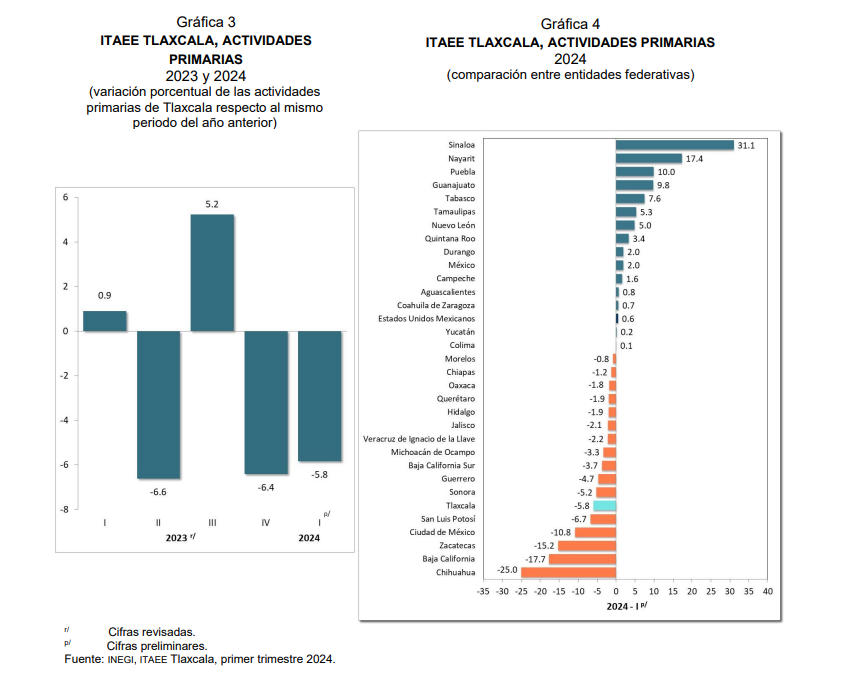 Gráfica 3
ITAEE TLAXCALA, ACTIVIDADES
PRIMARIAS
2023 y 2024
(variación porcentual de las actividades
primarias de Tlaxcala respecto al mismo
periodo del año anterior)
6
4
2
0
-2
-4
-6
-8
0.9
-6.6
5.2
-6.4
-5.8
I
II
III
IV
I p/
2023 r/
2024
Gráfica 4
ITAEE TLAXCALA, ACTIVIDADES PRIMARIAS
2024
(comparación entre entidades federativas)
Sinaloa 31.1
Nayarit 17.4
Puebla 10.0
Guanajuato 9.8
Tabasco 7.6
Tamaulipas 5.3
Nuevo León 5.0
Quintana Roo 3.4
Durango 2.0
México 2.0
Campeche 1.6
Aguascalientes 0.8
Coahuila de Zaragoza 0.7
Estados Unidos Mexicanos 0.6
Yucatán 0.2
Colima 0.1
Morelos -0.8
Chiapas -1.2
Oaxaca -1.8
Querétaro -1.9
Hidalgo -1.9
Jalisco -2.1
Veracruz de Ignacio de la Llave -2.2
Michoacán de Ocampo -3.3
Baja California Sur -3.7
Guerrero -4.7
Sonora -5.2
Tlaxcala -5.8
San Luis Potosí -6.7
Ciudad de México -10.8
Zacatecas -15.2
Baja California -17.7
Chihuahua -25.0
-35 -30 -25 -20 -15 -10 -5 0 5 10 15 20 25 30 35 40
2024 - I p/
r/ Cifras revisadas.
p/ Cifras preliminares.
Fuente: INEGI, ITAEE Tlaxcala, primer trimestre 2024.